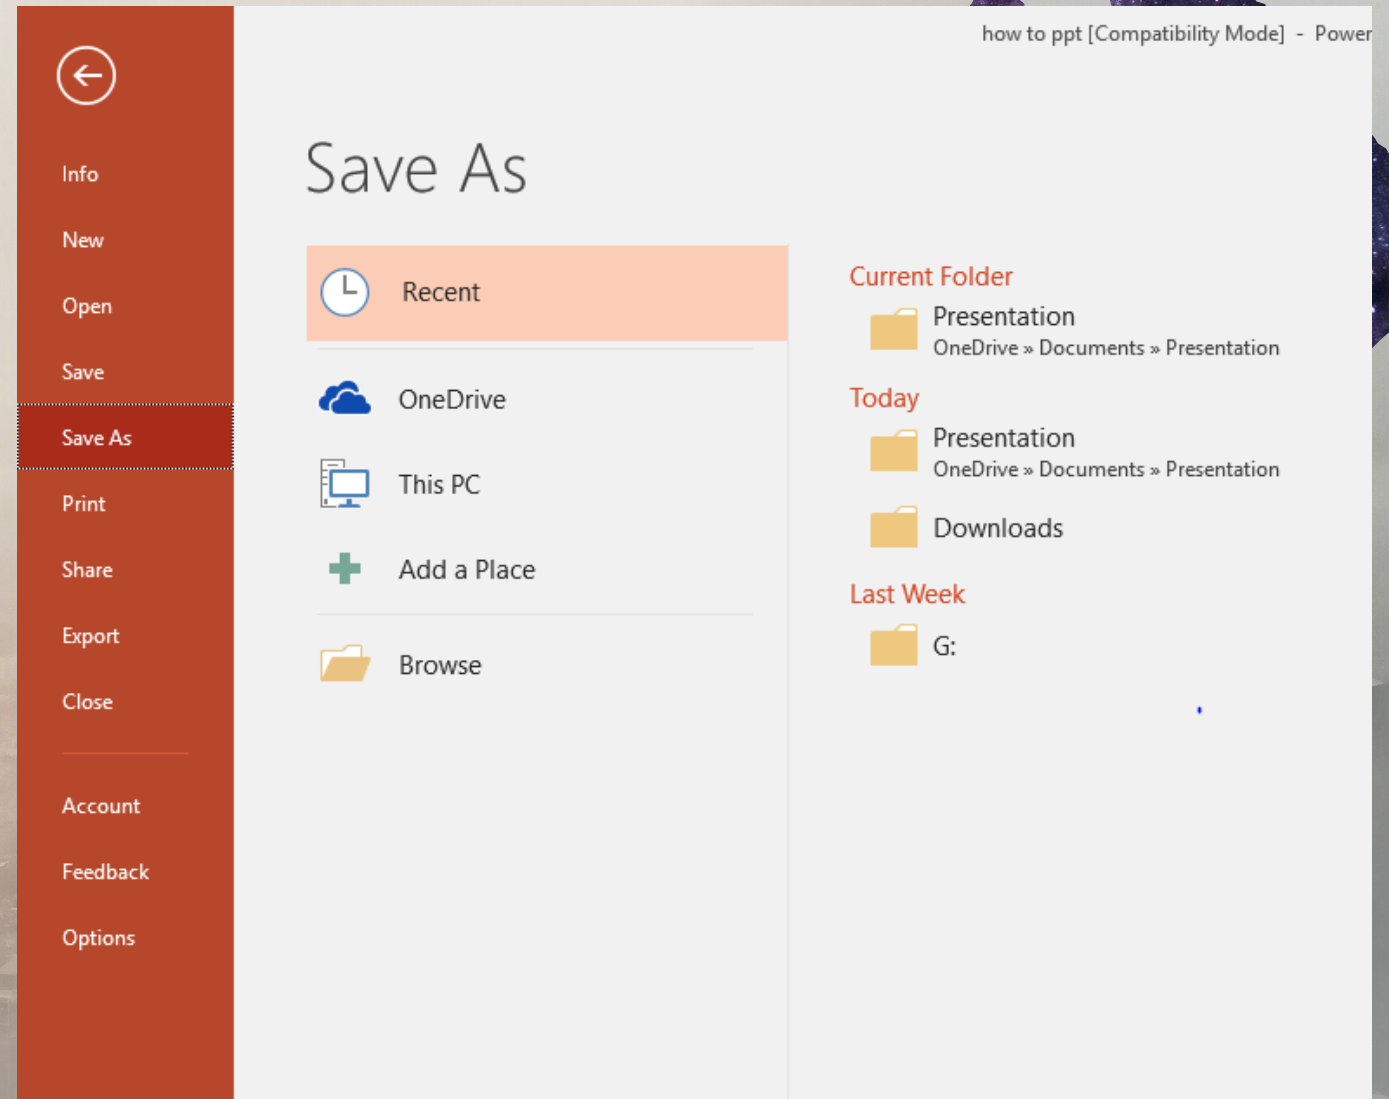 how to ppt [Compatibility Mode] - Power
Info
New
Open
Save
Save As
Print
Share
Export
Close
Account
Feedback
Options
Save As
Recent
OneDrive
This PC
Add a Place
Browse
Current Folder
Presentation
OneDrive » Documents » Presentation
Today
Presentation
OneDrive » Documents » Presentation
Downloads
Last Week
G: